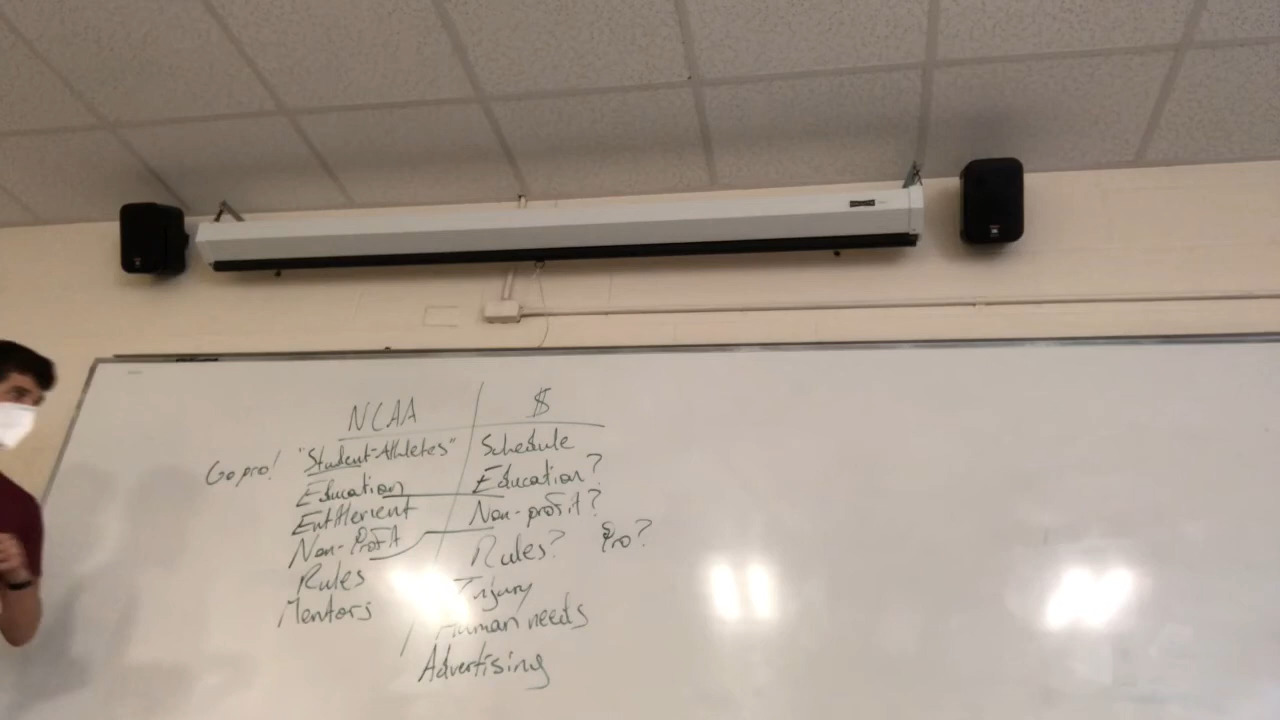 NCAA
$
Go pro!
"Student-Athletes"
Schedule
Education
Education?
Entitlerient
Non-profit?
Non-Profit
Rules? Pro?
Rules
Injury
Mentors
Human needs
Advertising